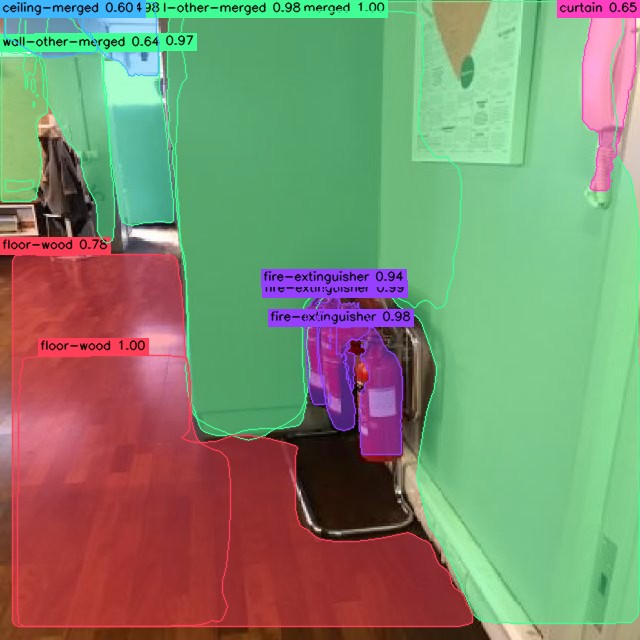 ceiling-merged 0.60
98
l-other-merged 0.98
merged 1.00
curtain 0.65
wall-other-merged 0.64
0.97
floor-wood 0.78
fire-extinguisher 0.94
fire-extinguisher 0.99
fire-extinguisher 0.98
floor-wood 1.00